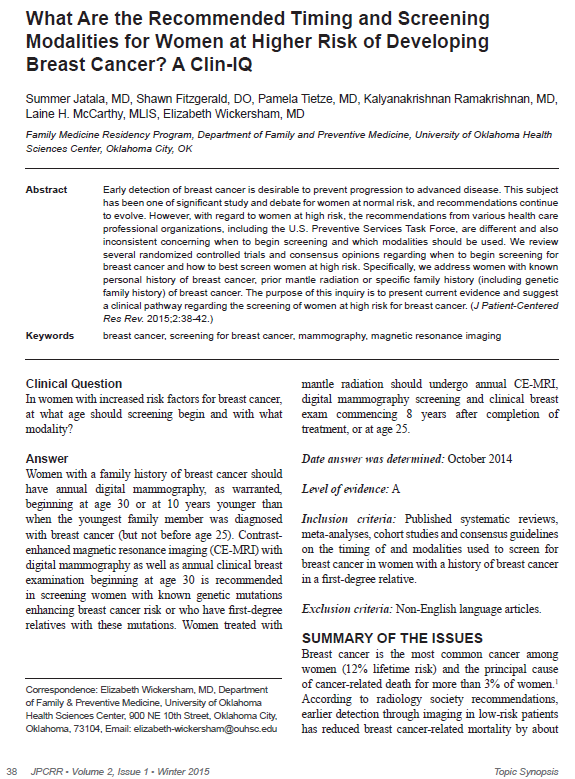 What Are the Recommended Timing and Screening
Modalities for Women at Higher Risk of Developing
Breast Cancer? A Clin-IQ
Summer Jatala, MD, Shawn Fitzgerald, DO, Pamela Tietze, MD, Kalyanakrishnan Ramakrishnan, MD,
Laine H. McCarthy, MLIS, Elizabeth Wickersham, MD
Family Medicine Residency Program, Department of Family and Preventive Medicine, University of Oklahoma Health
Sciences Center, Oklahoma City, OK
Abstract Early detection of breast cancer is desirable to prevent progression to advanced disease. This subject
has been one of significant study and debate for women at normal risk, and recommendations continue
to evolve. However, with regard to women at high risk, the recommendations from various health care
professional organizations, including the U.S. Preventive Services Task Force, are different and also
inconsistent concerning when to begin screening and which modalities should be used. We review
several randomized controlled trials and consensus opinions regarding when to begin screening for
breast cancer and how to best screen women at high risk. Specifically, we address women with known
personal history of breast cancer, prior mantle radiation or specific family history (including genetic
family history) of breast cancer. The purpose of this inquiry is to present current evidence and suggest
a clinical pathway regarding the screening of women at high risk for breast cancer. (J Patient-Centered
Res Rev. 2015;2:38-42.)
Keywords breast cancer, screening for breast cancer, mammography, magnetic resonance imaging
Clinical Question
In women with increased risk factors for breast cancer,
at what age should screening begin and with what
modality?
Answer
Women with a family history of breast cancer should
have annual digital mammography, as warranted,
beginning at age 30 or at 10 years younger than
when the youngest family member was diagnosed
with breast cancer (but not before age 25). Contrast-
enhanced magnetic resonance imaging (CE-MRI) with
digital mammography as well as annual clinical breast
examination beginning at age 30 is recommended
in screening women with known genetic mutations
enhancing breast cancer risk or who have first-degree
relatives with these mutations. Women treated with
Correspondence: Elizabeth Wickersham, MD, Department
of Family & Preventive Medicine, University of Oklahoma
Health Sciences Center, 900 NE 10th Street, Oklahoma City,
Oklahoma, 73104, Email: elizabeth-wickersham@ouhsc.edu
mantle radiation should undergo annual CE-MRI,
digital mammography screening and clinical breast
exam commencing 8 years after completion of
treatment, or at age 25.
Date answer was determined: October 2014
Level of evidence: A
Inclusion criteria: Published systematic reviews,
meta-analyses, cohort studies and consensus guidelines
on the timing of and modalities used to screen for
breast cancer in women with a history of breast cancer
in a first-degree relative.
Exclusion criteria: Non-English language articles.
SUMMARY OF THE ISSUES
Breast cancer is the most common cancer among
women (12% lifetime risk) and the principal cause
of cancer-related death for more than 3% of women.¹
According to radiology society recommendations,
earlier detection through imaging in low-risk patients
has reduced breast cancer-related mortality by about
38 JPCRR • Volume 2, Issue 1 • Winter 2015
Topic Synopsis